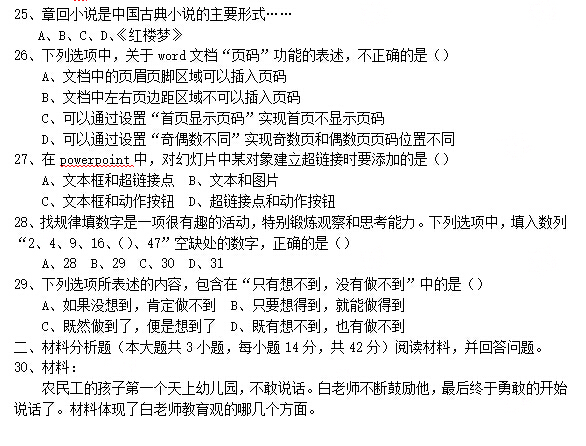 25、章回小说是中国古典小说的主要形式……
A、B、C、D、《红楼梦》
26、下列选项中，关于 word 文档“页码”功能的表述，不正确的是（）
A、文档中的页眉页脚区域可以插入页码
B、文档中左右页边距区域不可以插入页码
C、可以通过设置“首页显示页码”实现首页不显示页码
D、可以通过设置“奇偶数不同”实现奇数页和偶数页页码位置不同
27、在 powerpoint 中，对幻灯片中某对象建立超链接时要添加的是（）
A、文本框和超链接点 B、文本和图片
C、文本框和动作按钮 D、超链接点和动作按钮
28、找规律填数字是一项很有趣的活动，特别锻炼观察和思考能力。下列选项中，填入数列
“2、4、9、16、（）、47”空缺处的数字，正确的是（）
A、28 B、29 C、30 D、31
29、下列选项所表述的内容，包含在“只有想不到，没有做不到”中的是（）
A、如果没想到，肯定做不到 B、只要想得到，就能做得到
C、既然做到了，便是想到了 D、既有想不到，也有做不到
二、材料分析题（本大题共 3 小题，每小题 14 分，共 42 分）阅读材料，并回答问题。
30、材料：
农民工的孩子第一个天上幼儿园，不敢说话。白老师不断鼓励他，最后终于勇敢的开始
说话了。材料体现了白老师教育观的哪几个方面。